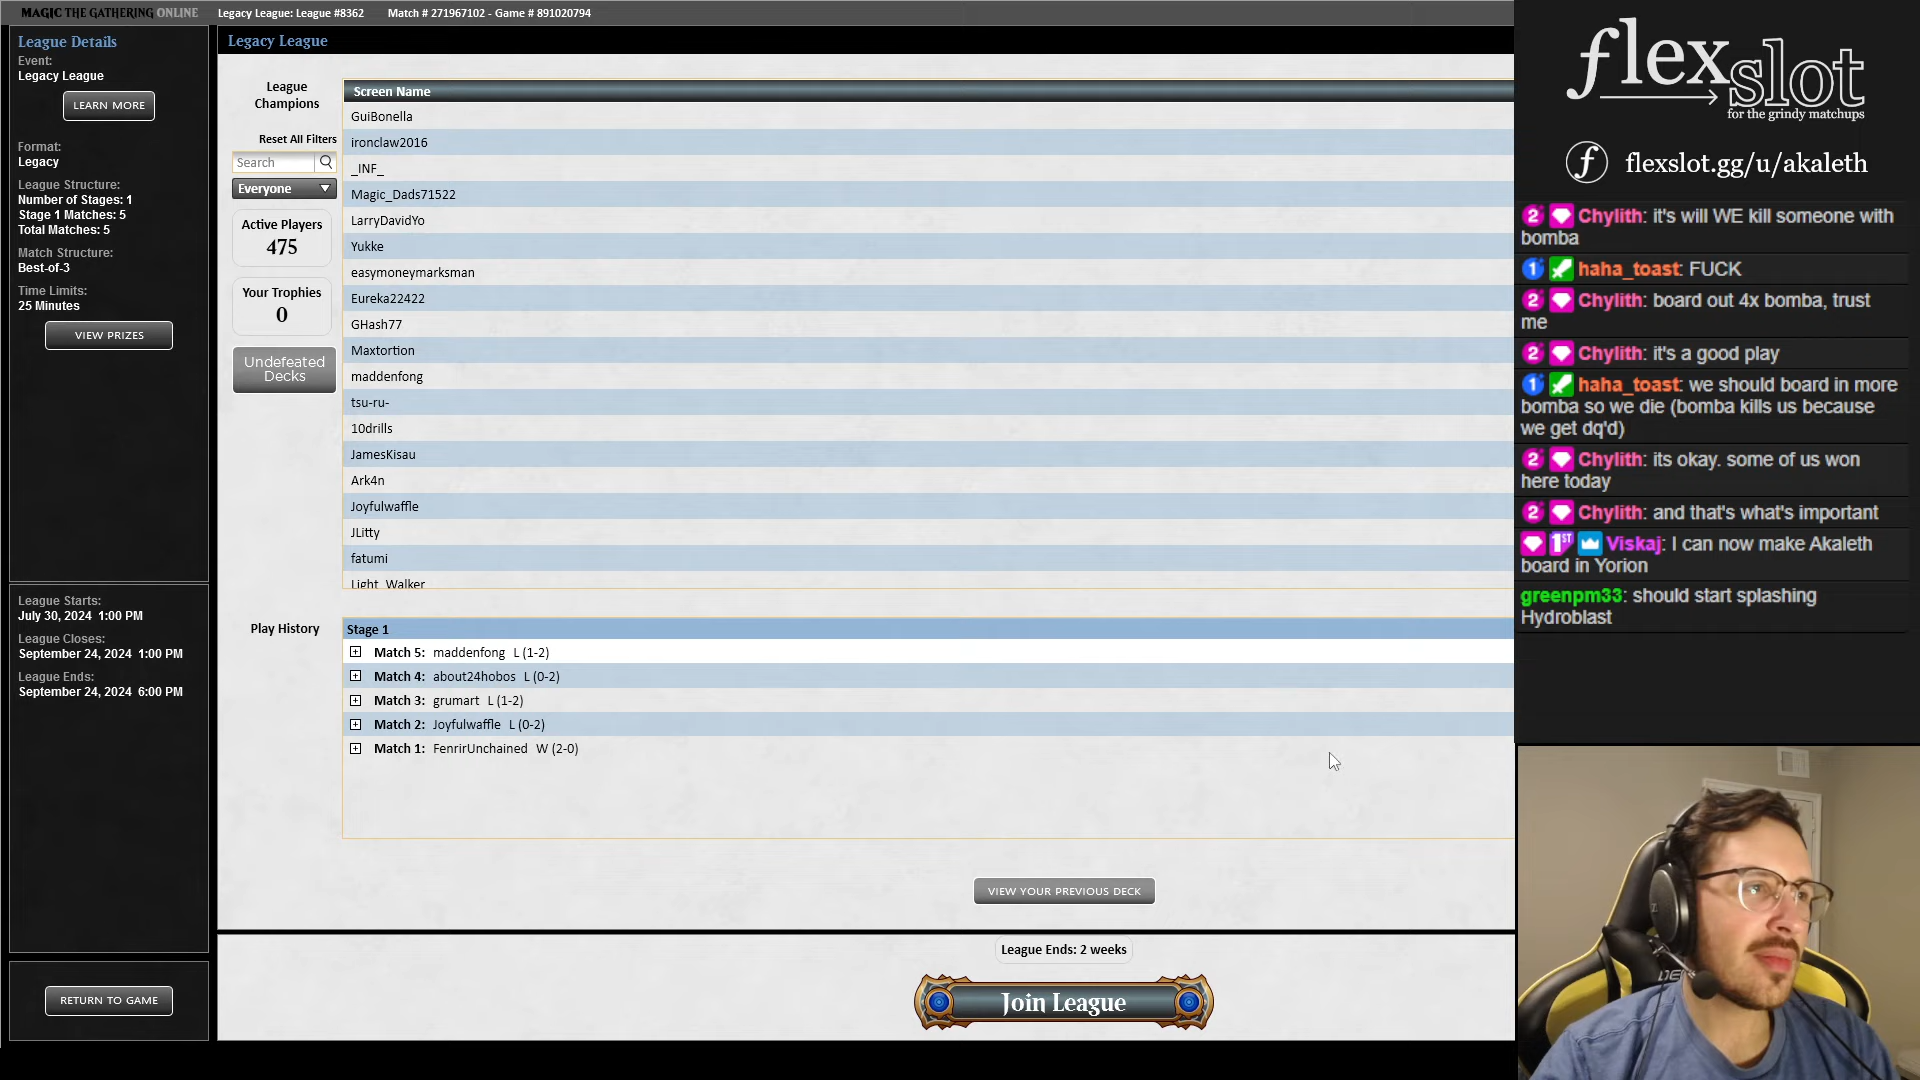 MAGIC THE GATHERING ONLINE
Legacy League: League #8362
Match # 271967102 - Game # 891020794
League Details
Event:
Legacy League
LEARN MORE
Format:
Legacy
League Structure:
Number of Stages: 1
Stage 1 Matches: 5
Total Matches: 5
Match Structure:
Best-of-3
Time Limits:
25 Minutes
VIEW PRIZES
League Starts:
July 30, 2024 1:00 PM
League Closes:
September 24, 2024 1:00 PM
League Ends:
September 24, 2024 6:00 PM
RETURN TO GAME
Legacy League
League
Champions
Reset All Filters
Search
Everyone
Active Players
475
Your Trophies
0
Undefeated
Decks
Screen Name
GuiBonella
ironclaw2016
_INF_
Magic_Dads71522
LarryDavidYo
Yukke
easymoneymarksman
Eureka22422
GHash77
Maxtortion
maddenfong
tsu-ru-
10drills
JamesKisau
Ark4n
Joyfulwaffle
JLitty
fatumi
Light_Walker
Play History
Stage 1
Match 5: maddenfong L (1-2)
Match 4: about24hobos L (0-2)
Match 3: grumart L (1-2)
Match 2: Joyfulwaffle L (0-2)
Match 1: FenrirUnchained W (2-0)
VIEW YOUR PREVIOUS DECK
League Ends: 2 weeks
Join League
flexslot
for the grindy matchups
f flexslot.gg/u/akaleth
2 Chylith: it's will WE kill someone with
bomba
1 haha_toast: FUCK
2 Chylith: board out 4x bomba, trust
me
2 Chylith: it's a good play
1 haha_toast: we should board in more
bomba so we die (bomba kills us because
we get dq'd)
2 Chylith: its okay. some of us won
here today
2 Chylith: and that's what's important
1ST Viskaj: I can now make Akaleth
board in Yorion
greenpm33: should start splashing
Hydroblast